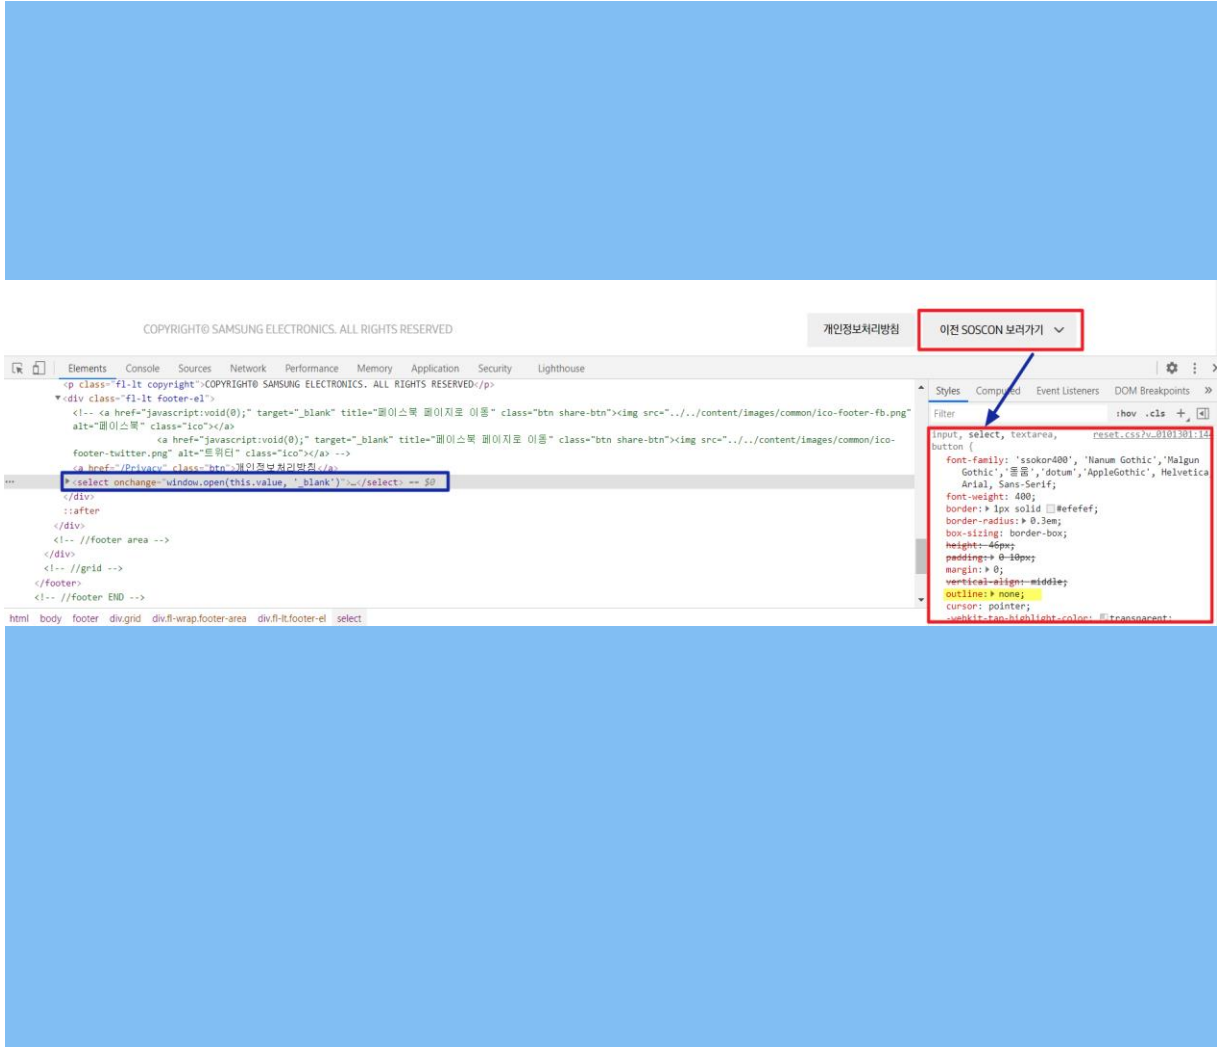 COPYRIGHT© SAMSUNG ELECTRONICS. ALL RIGHTS RESERVED
개인정보처리방침
이전 SOSCON 보러가기
Elements Console Sources Network Performance Memory Application Security Lighthouse
<p class="fl-lt copyright">COPYRIGHT© SAMSUNG ELECTRONICS. ALL RIGHTS RESERVED</p>
▼<div class="fl-lt footer-el">
<!-- <a href="javascript:void(0);" target="_blank" title="페이스북 페이지로 이동" class="btn share-btn"><img src="../../content/images/common/ico-footer-fb.png"
alt="페이스북" class="ico"></a>
<a href="javascript:void(0);" target="_blank" title="페이스북 페이지로 이동" class="btn share-btn"><img src="../../content/images/common/ico-
footer-twitter.png" alt="트위터" class="ico"></a> -->
<a href="/Privacy" class="btn">개인정보처리방침</a>
… ▶<select onchange="window.open(this.value, '_blank')">…</select> == $0
</div>
::after
</div>
<!-- //footer area -->
</div>
<!-- //grid -->
</footer>
<!-- //footer END -->
html body footer div.grid div.fl-wrap.footer-area div.fl-lt.footer-el select
Styles Computed Event Listeners DOM Breakpoints »
Filter :hov .cls +
input, select, textarea, reset.css?v…0101301:14
button {
font-family: 'ssokor400', 'Nanum Gothic','Malgun
Gothic','돋움','dotum','AppleGothic', Helvetica
Arial, Sans-Serif;
font-weight: 400;
border:▶ 1px solid #efefef;
border-radius:▶ 0.3em;
box-sizing: border-box;
height: 46px;
padding:▶ 0 10px;
margin:▶ 0;
vertical-align: middle;
outline:▶ none;
cursor: pointer;
-webkit-tap-highlight-color: transparent;